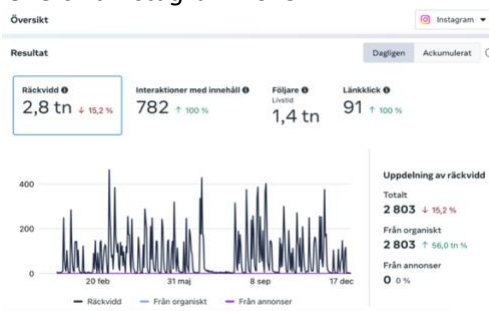 Översikt
Instagram
Resultat
Dagligen
Ackumulerat
Räckvidd
2,8 tn ↓ 15,2 %
Interaktioner med innehåll
782 ↑ 100 %
Följare
Livstid
1,4 tn
Länkklick
91 ↑ 100 %
400
200
0
20 feb
31 maj
8 sep
17 dec
Räckvidd
Från organiskt
Från annonser
Uppdelning av räckvidd
Totalt
2 803 ↓ 15,2 %
Från organiskt
2 803 ↑ 56,0 tn %
Från annonser
0 0 %